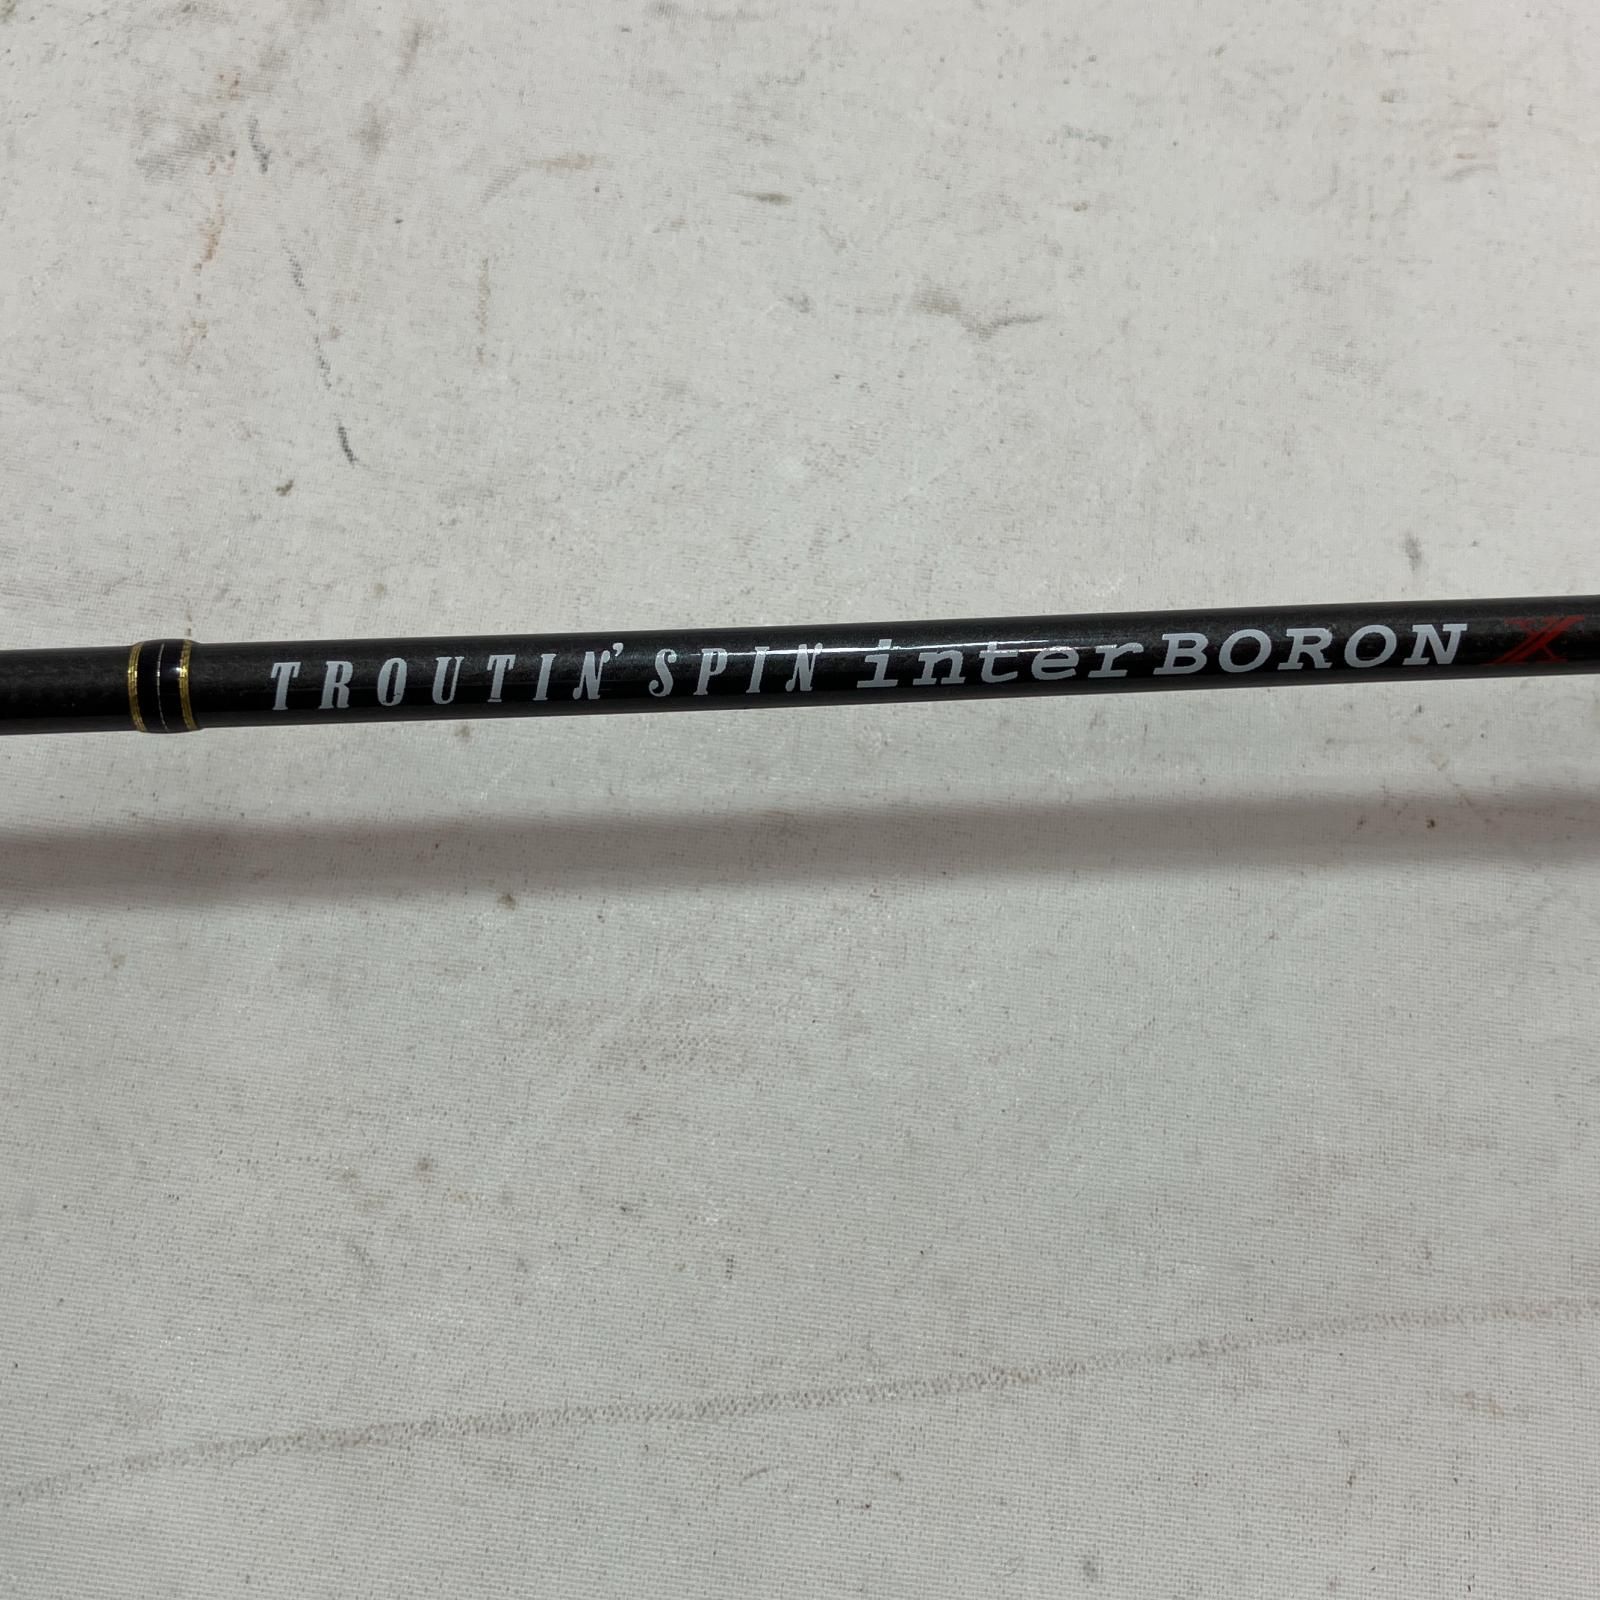 TROUTIN' SPIN interBORON X